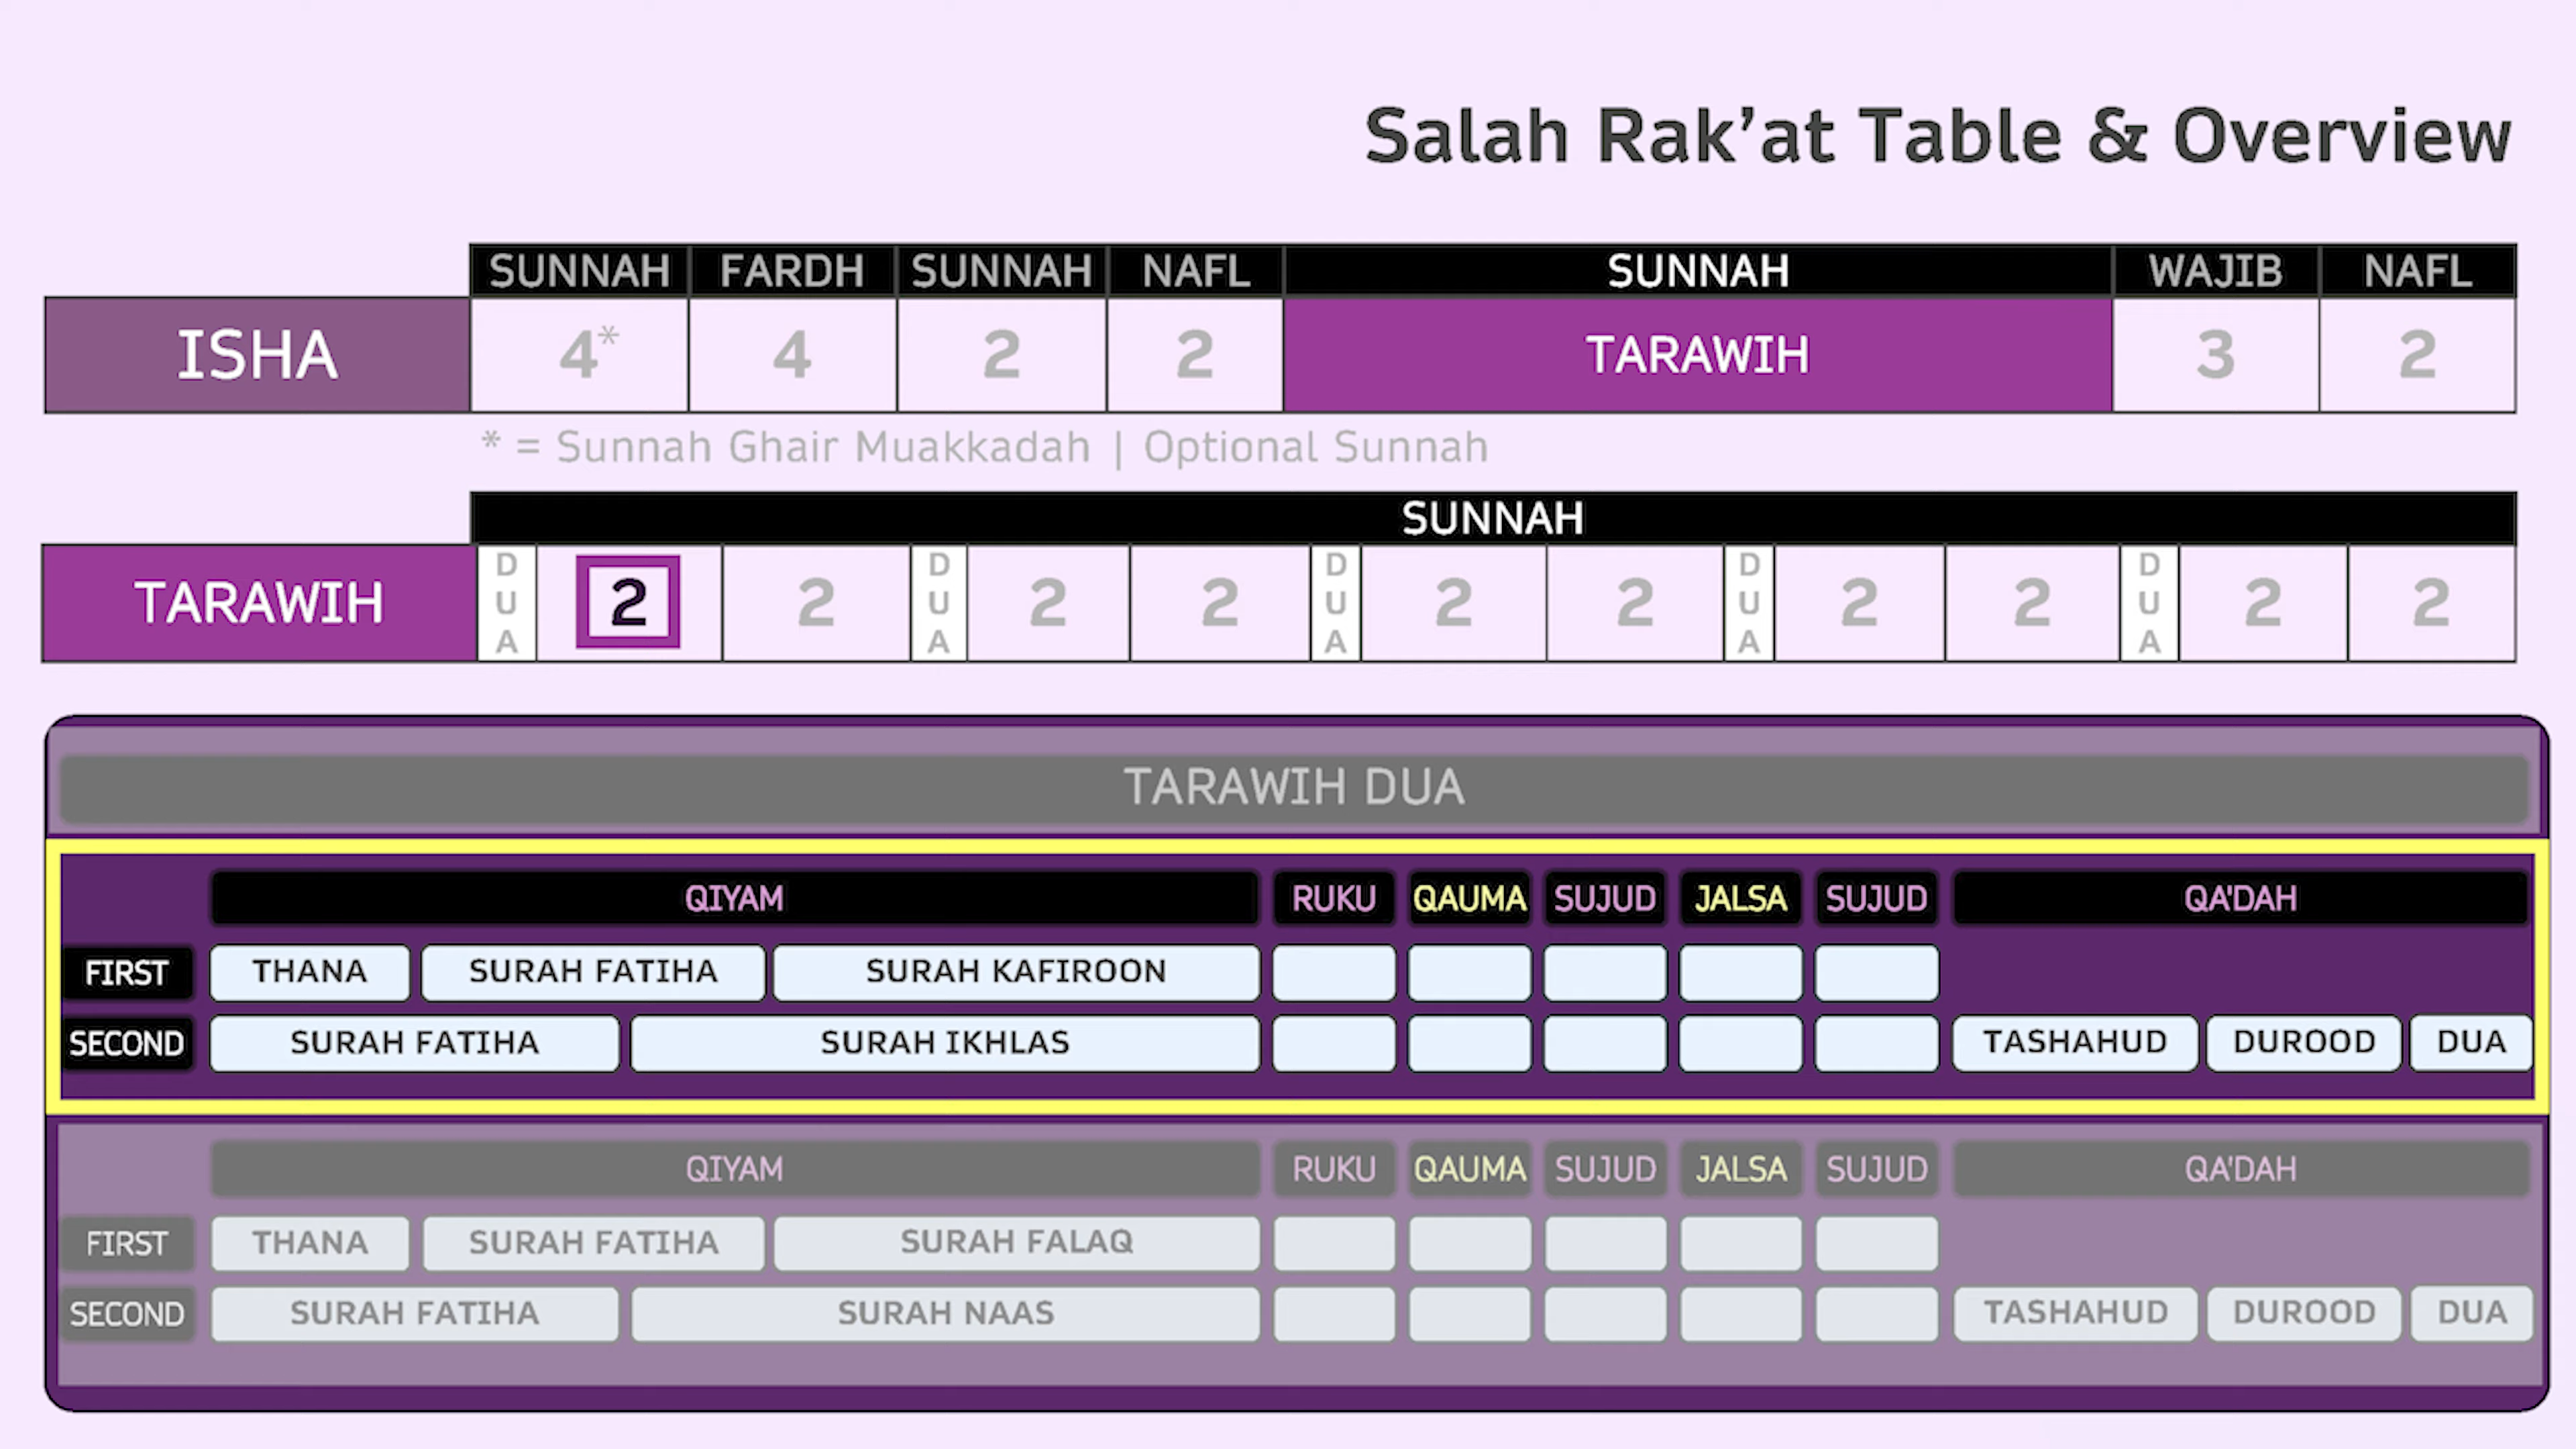 Salah Rak’at Table & Overview
SUNNAH FARDH SUNNAH NAFL SUNNAH WAJIB NAFL
ISHA 4* 4 2 2 TARAWIH 3 2
* = Sunnah Ghair Muakkadah | Optional Sunnah
SUNNAH
TARAWIH DUA 2 2 DUA 2 2 DUA 2 2 DUA 2 2 DUA 2 2
TARAWIH DUA
QIYAM RUKU QAUMA SUJUD JALSA SUJUD QA'DAH
FIRST THANA SURAH FATIHA SURAH KAFIROON
SECOND SURAH FATIHA SURAH IKHLAS TASHAHUD DUROOD DUA
QIYAM RUKU QAUMA SUJUD JALSA SUJUD QA'DAH
FIRST THANA SURAH FATIHA SURAH FALAQ
SECOND SURAH FATIHA SURAH NAAS TASHAHUD DUROOD DUA